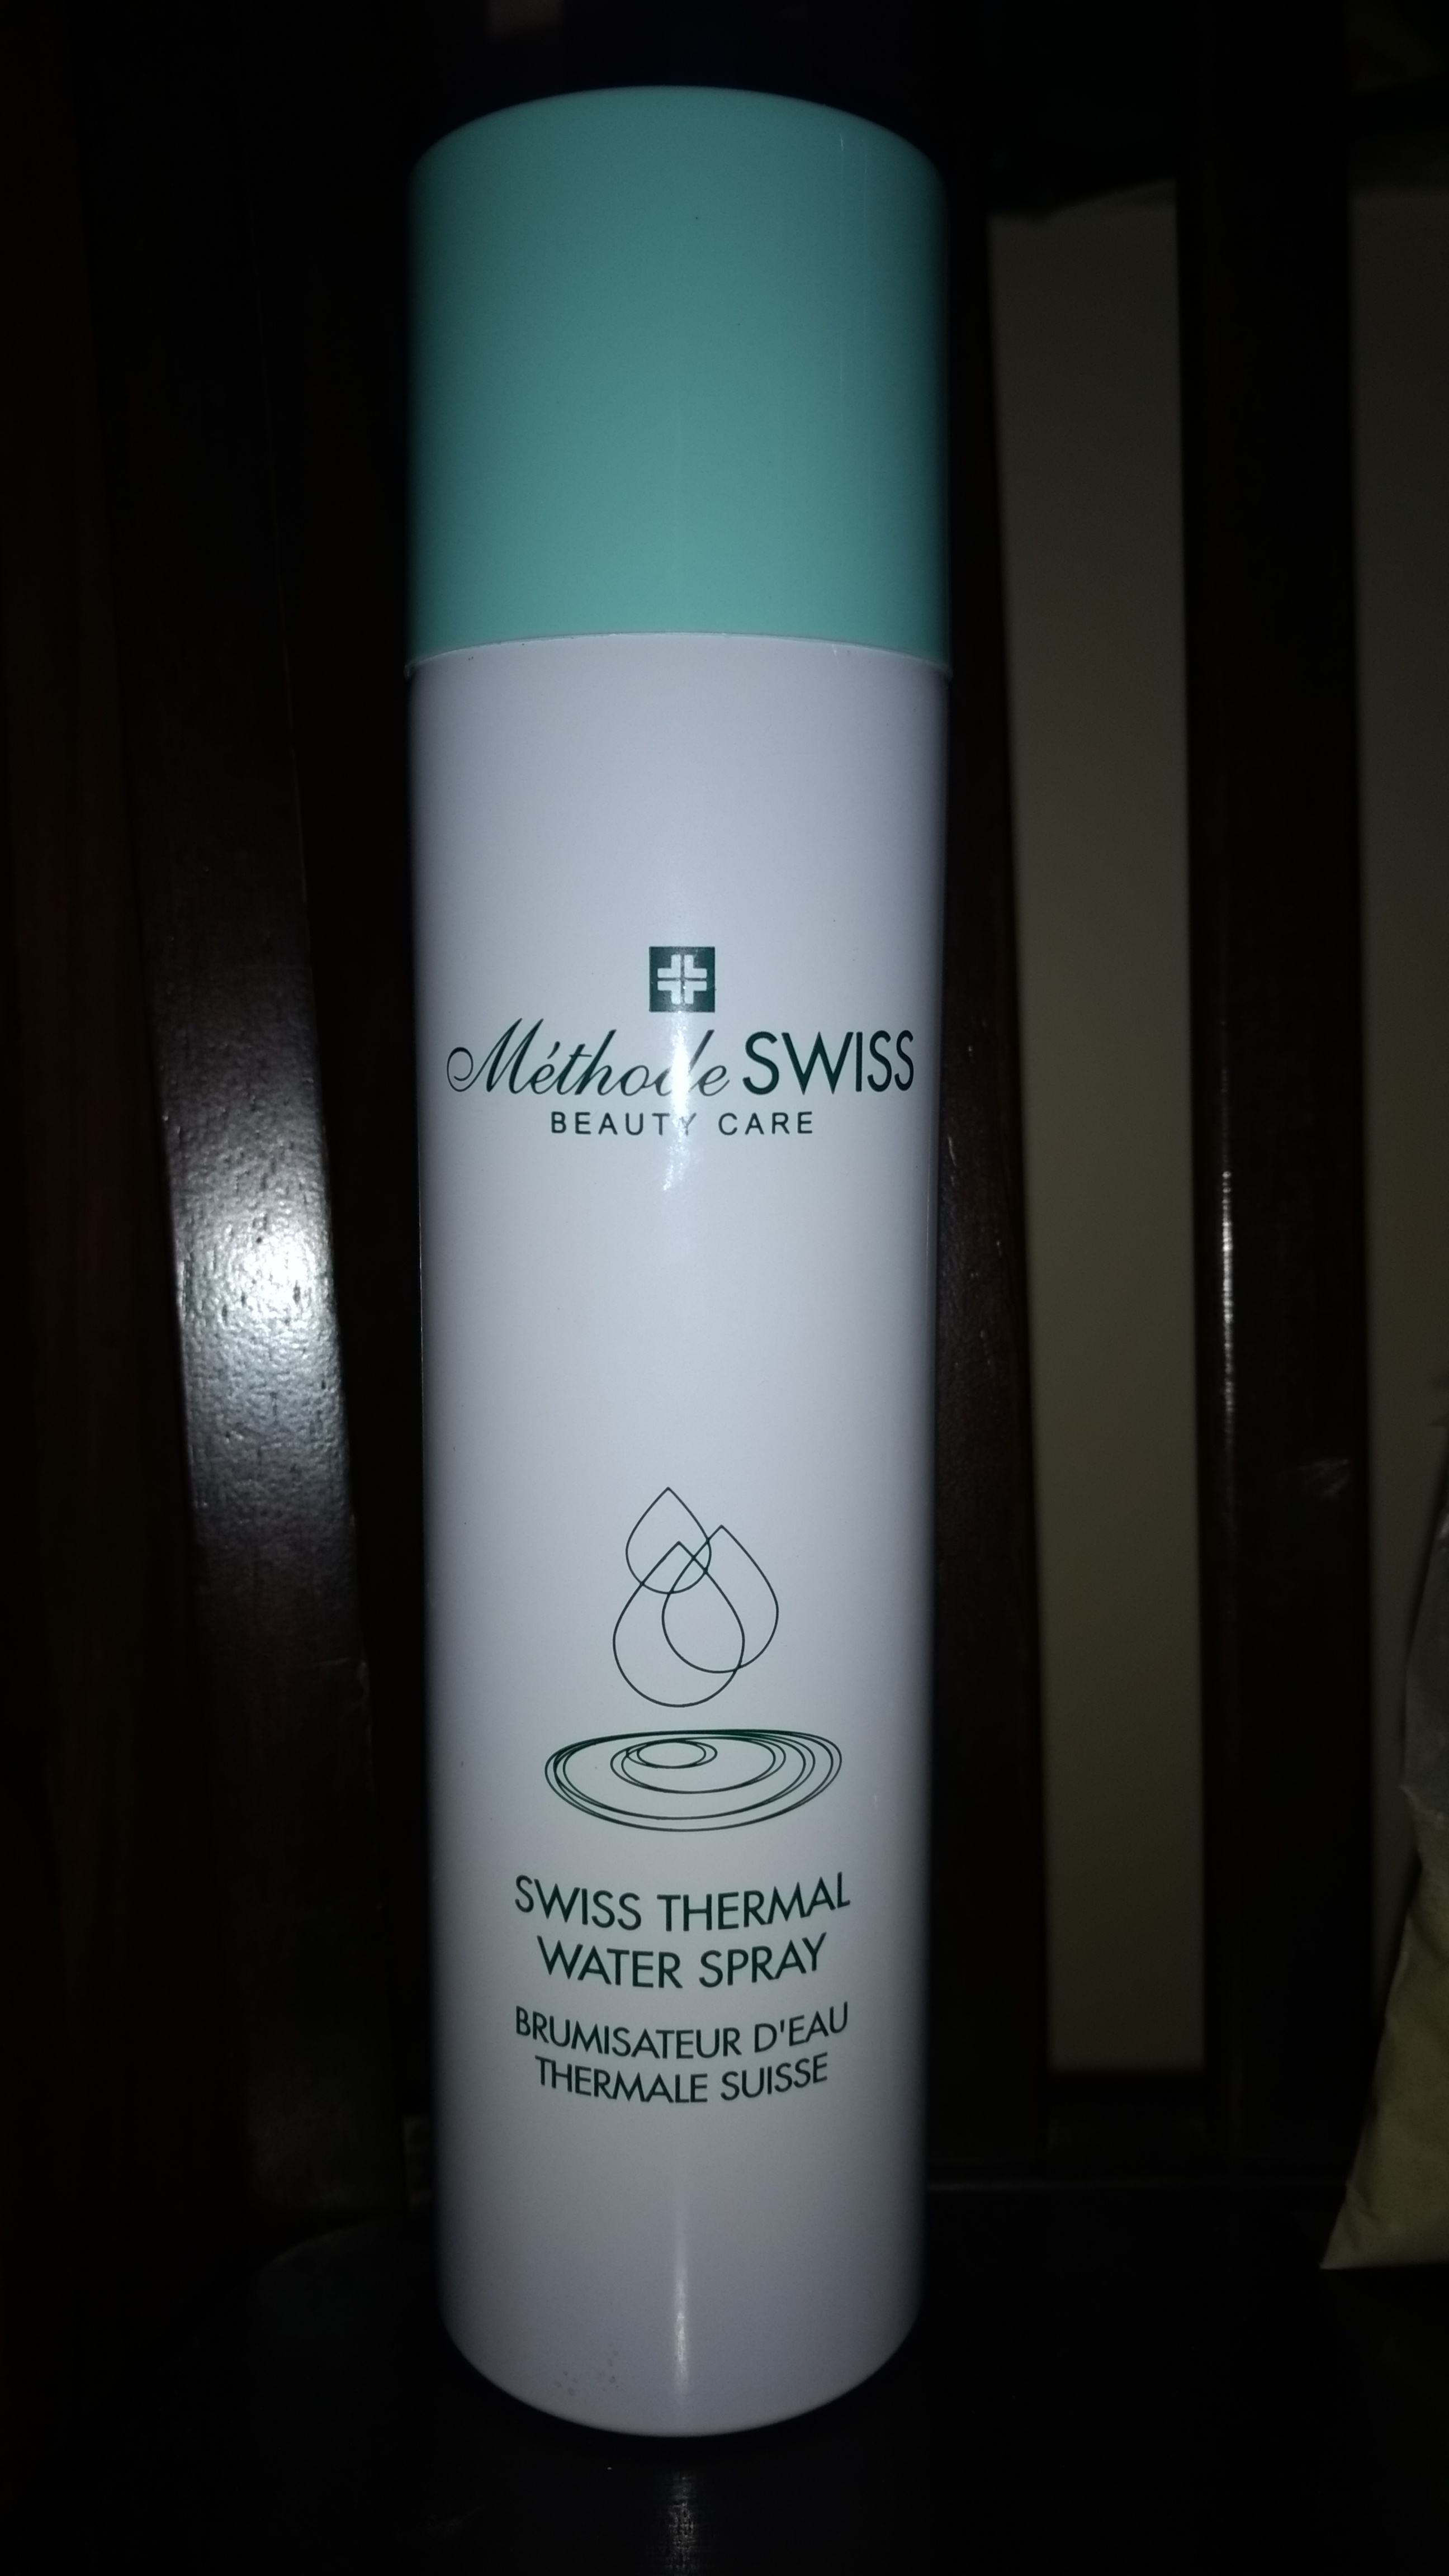 Méthode SWISS
BEAUTY CARE
SWISS THERMAL
WATER SPRAY
BRUMISATEUR D'EAU
THERMALE SUISSE